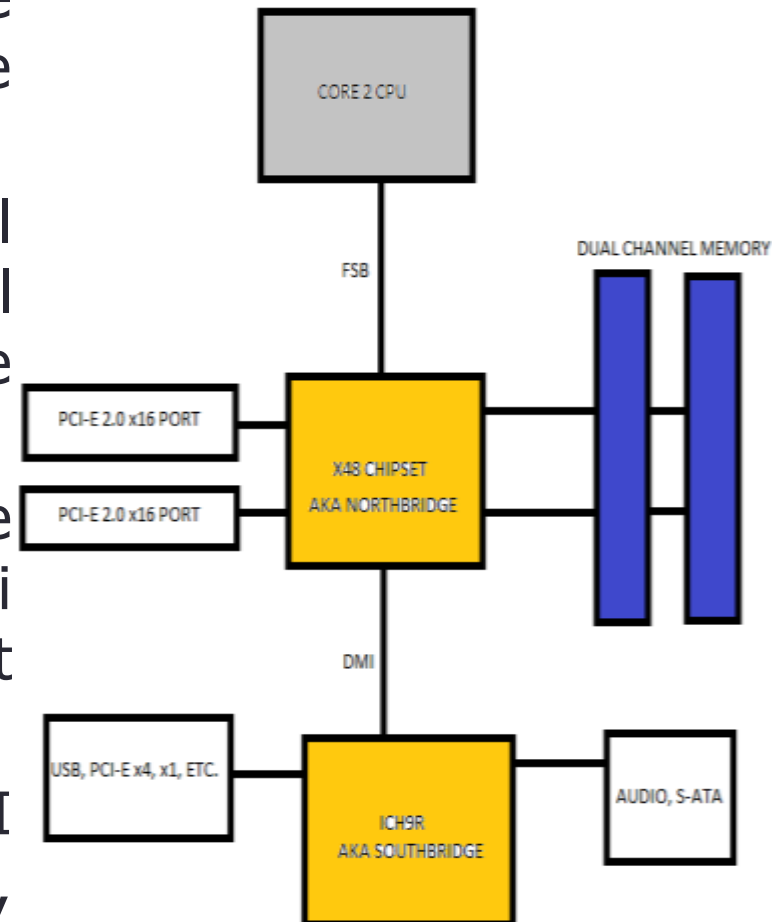 e
e
CORE 2 CPU
l
DUAL CHANNEL MEMORY
l
FSB
e
PCI-E 2.0 x16 PORT
X48 CHIPSET
AKA NORTHBRIDGE
e
PCI-E 2.0 x16 PORT
i
t
DMI
USB, PCI-E x4, x1, ETC.
AUDIO, S-ATA
I
ICH9R
AKA SOUTHBRIDGE